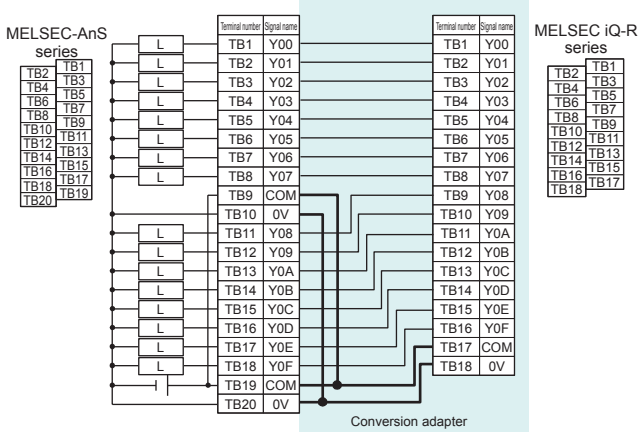 MELSEC-AnS
series
TB1
TB2
TB3
TB4
TB5
TB6
TB7
TB8
TB9
TB10
TB11
TB12
TB13
TB14
TB15
TB16
TB17
TB18
TB19
TB20
Terminal number Signal name
L TB1 Y00
L TB2 Y01
L TB3 Y02
L TB4 Y03
L TB5 Y04
L TB6 Y05
L TB7 Y06
L TB8 Y07
TB9 COM
TB10 0V
L TB11 Y08
L TB12 Y09
L TB13 Y0A
L TB14 Y0B
L TB15 Y0C
L TB16 Y0D
L TB17 Y0E
L TB18 Y0F
TB19 COM
TB20 0V
Terminal number Signal name
TB1 Y00
TB2 Y01
TB3 Y02
TB4 Y03
TB5 Y04
TB6 Y05
TB7 Y06
TB8 Y07
TB9 Y08
TB10 Y09
TB11 Y0A
TB12 Y0B
TB13 Y0C
TB14 Y0D
TB15 Y0E
TB16 Y0F
TB17 COM
TB18 0V
Conversion adapter
MELSEC iQ-R
series
TB1
TB2
TB3
TB4
TB5
TB6
TB7
TB8
TB9
TB10
TB11
TB12
TB13
TB14
TB15
TB16
TB17
TB18